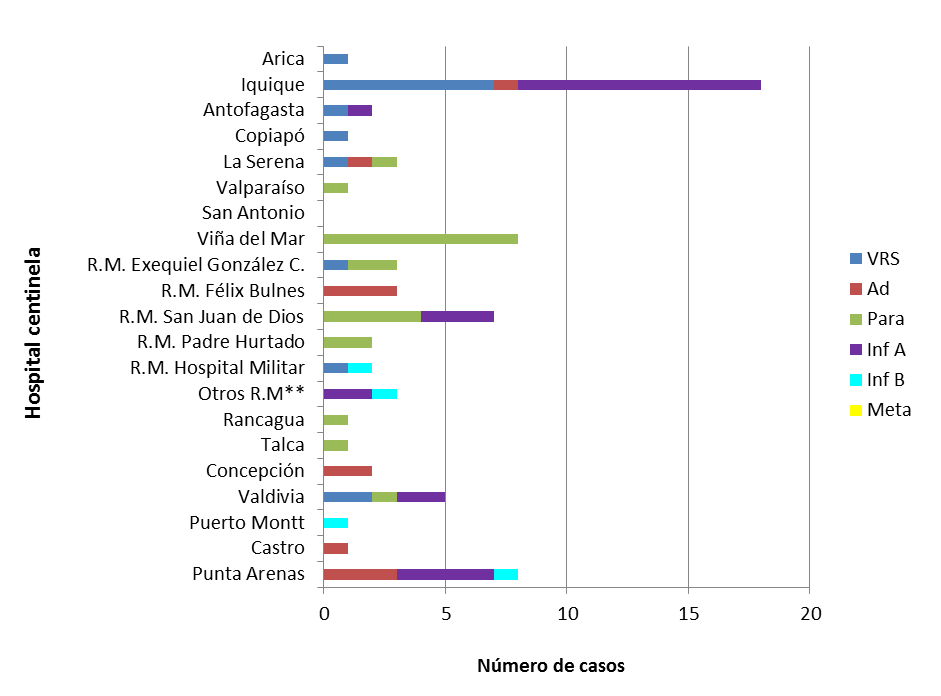 Arica
Iquique
Antofagasta
Copiapó
La Serena
Valparaíso
San Antonio
Viña del Mar
R.M. Exequiel González C.
R.M. Félix Bulnes
R.M. San Juan de Dios
R.M. Padre Hurtado
R.M. Hospital Militar
Otros R.M**
Rancagua
Talca
Concepción
Valdivia
Puerto Montt
Castro
Punta Arenas
Hospital centinela
0 5 10 15 20
Número de casos
VRS
Ad
Para
Inf A
Inf B
Meta